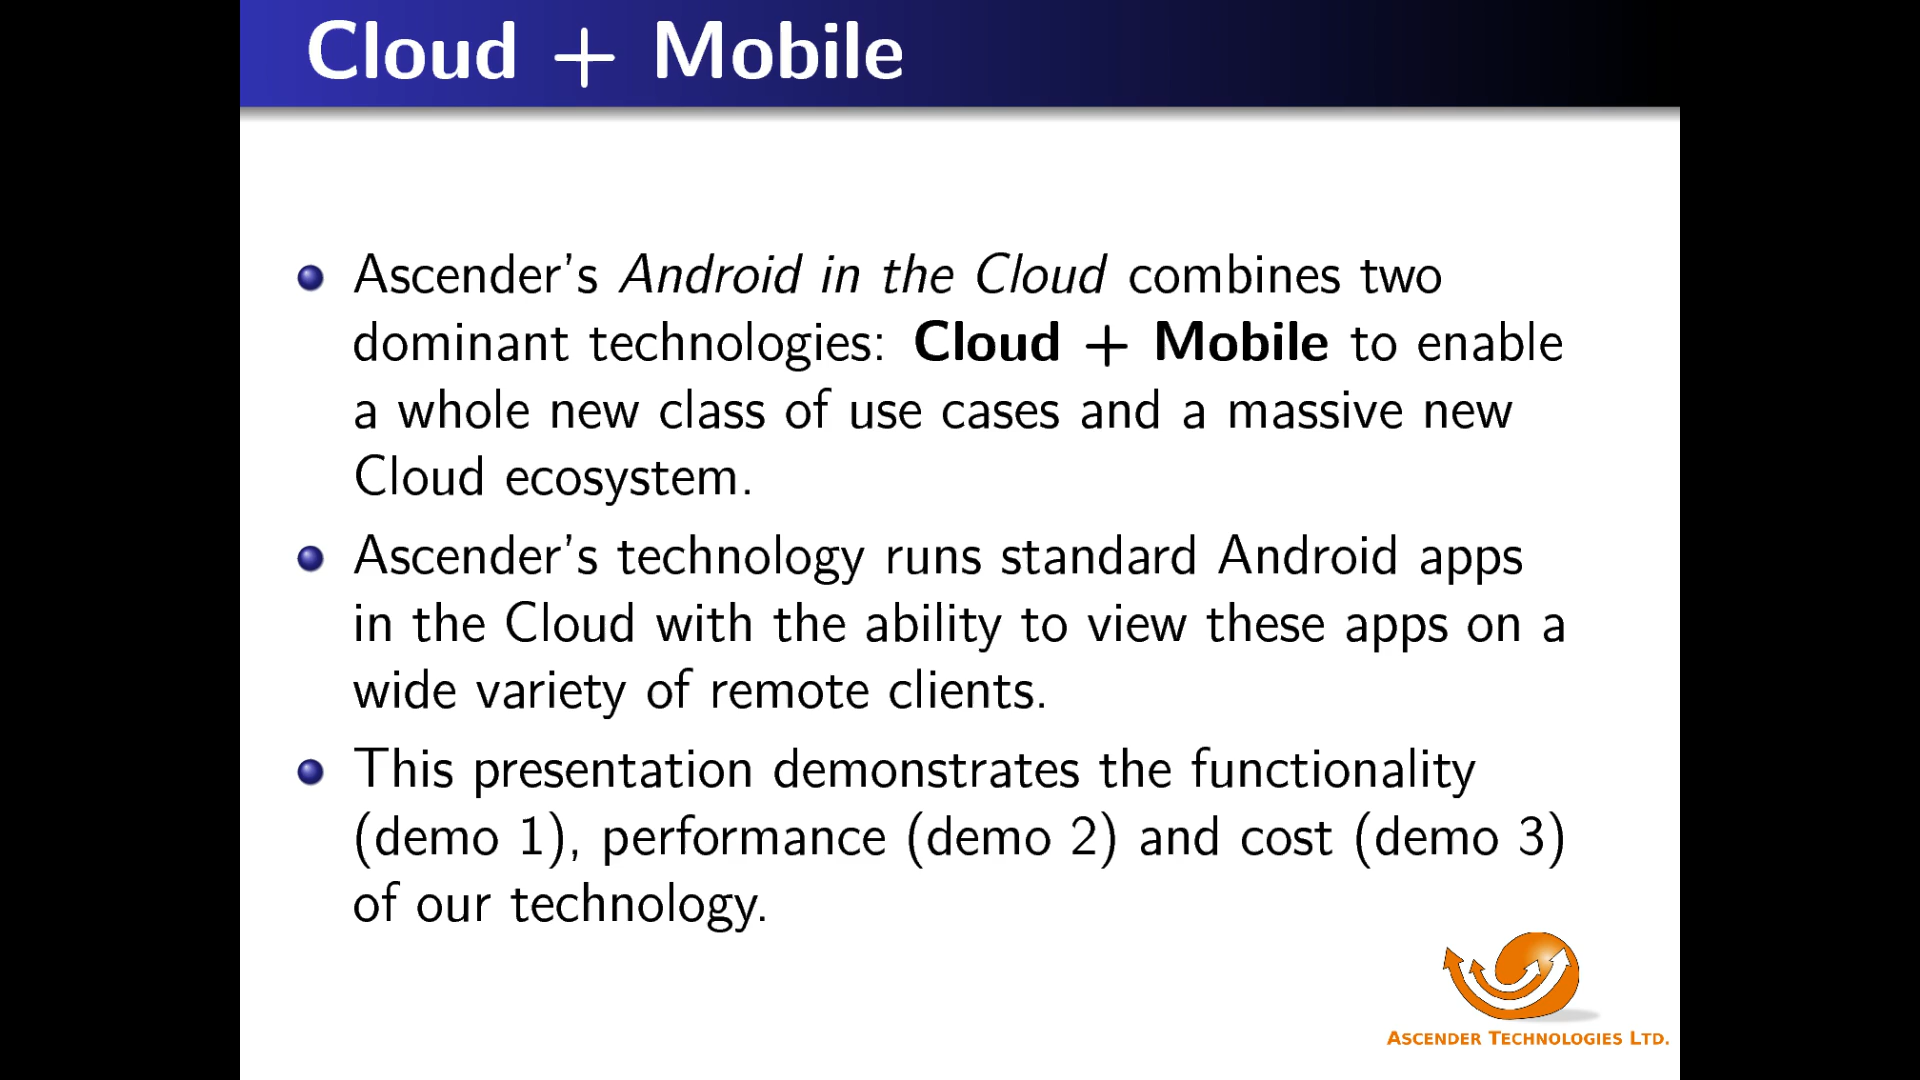 Cloud + Mobile
Ascender's Android in the Cloud combines two
dominant technologies: Cloud + Mobile to enable
a whole new class of use cases and a massive new
Cloud ecosystem.
Ascender's technology runs standard Android apps
in the Cloud with the ability to view these apps on a
wide variety of remote clients.
This presentation demonstrates the functionality
(demo 1), performance (demo 2) and cost (demo 3)
of our technology.
ASCENDER TECHNOLOGIES LTD.